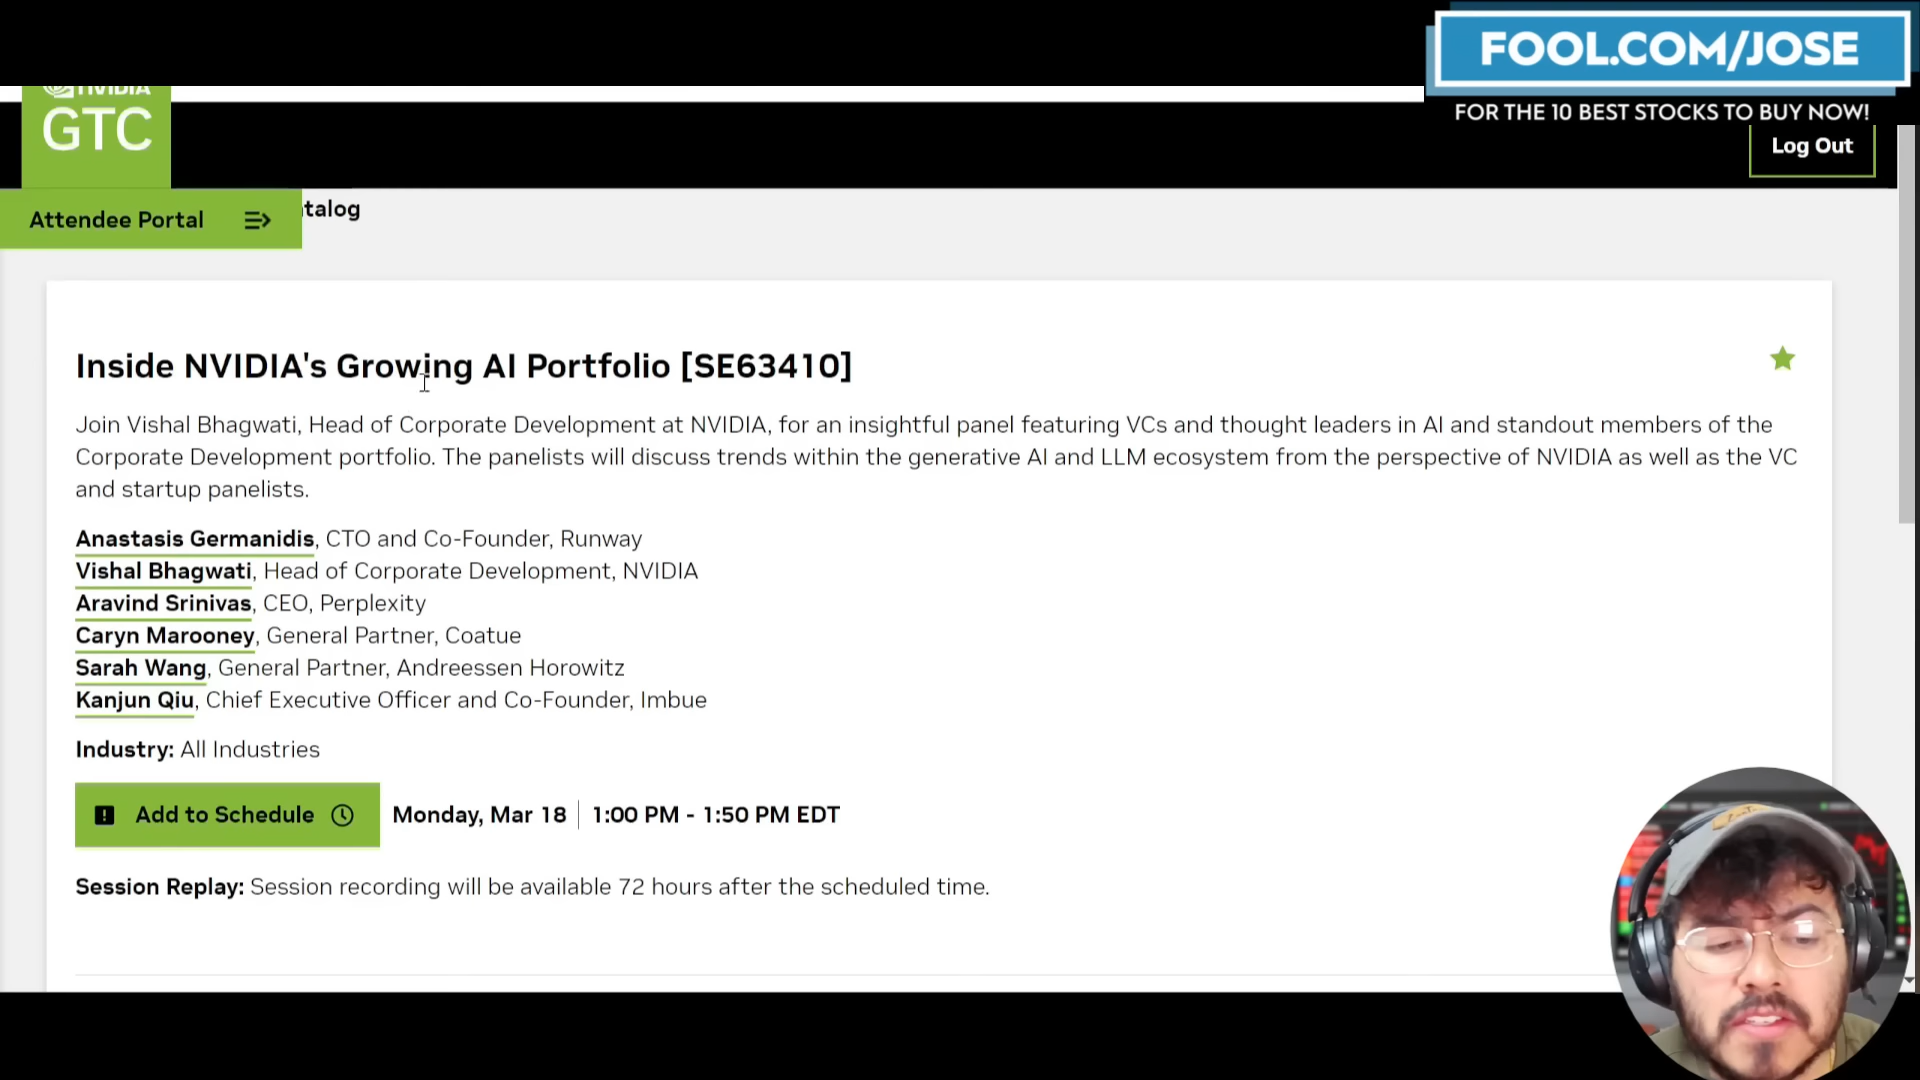 FOOL.COM/JOSE
FOR THE 10 BEST STOCKS TO BUY NOW!
NVIDIA
GTC
Log Out
Attendee Portal
talog
Inside NVIDIA's Growing AI Portfolio [SE63410]
Join Vishal Bhagwati, Head of Corporate Development at NVIDIA, for an insightful panel featuring VCs and thought leaders in AI and standout members of the
Corporate Development portfolio. The panelists will discuss trends within the generative AI and LLM ecosystem from the perspective of NVIDIA as well as the VC
and startup panelists.
Anastasis Germanidis, CTO and Co-Founder, Runway
Vishal Bhagwati, Head of Corporate Development, NVIDIA
Aravind Srinivas, CEO, Perplexity
Caryn Marooney, General Partner, Coatue
Sarah Wang, General Partner, Andreessen Horowitz
Kanjun Qiu, Chief Executive Officer and Co-Founder, Imbue
Industry: All Industries
Add to Schedule Monday, Mar 18 | 1:00 PM - 1:50 PM EDT
Session Replay: Session recording will be available 72 hours after the scheduled time.